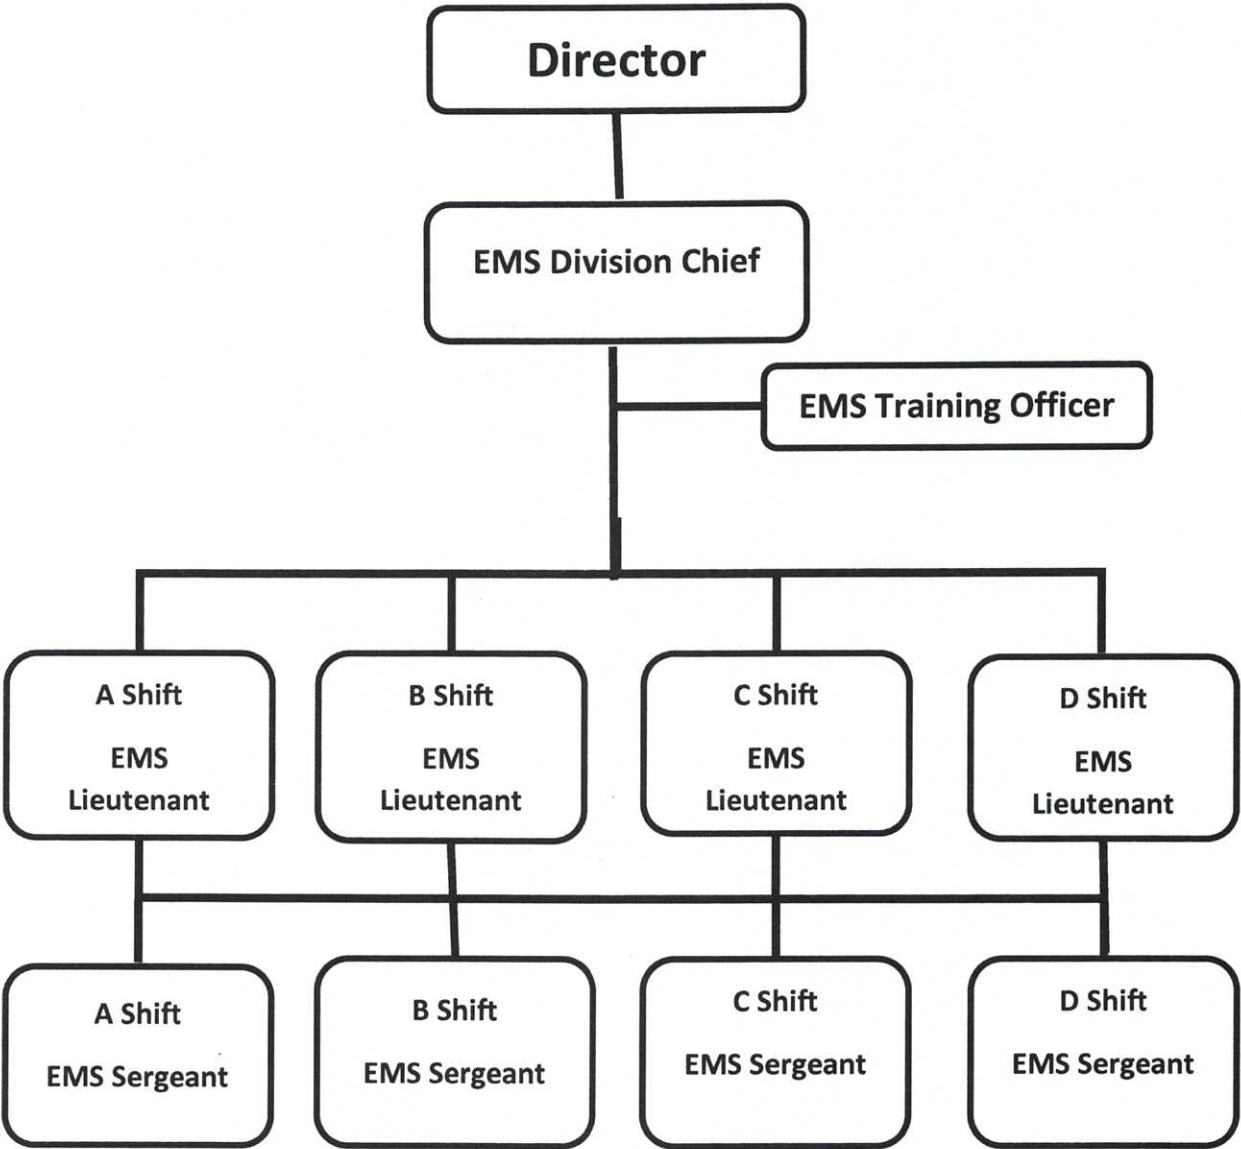 Director
EMS Division Chief
EMS Training Officer
A Shift
EMS
Lieutenant
B Shift
EMS
Lieutenant
C Shift
EMS
Lieutenant
D Shift
EMS
Lieutenant
A Shift
EMS Sergeant
B Shift
EMS Sergeant
C Shift
EMS Sergeant
D Shift
EMS Sergeant